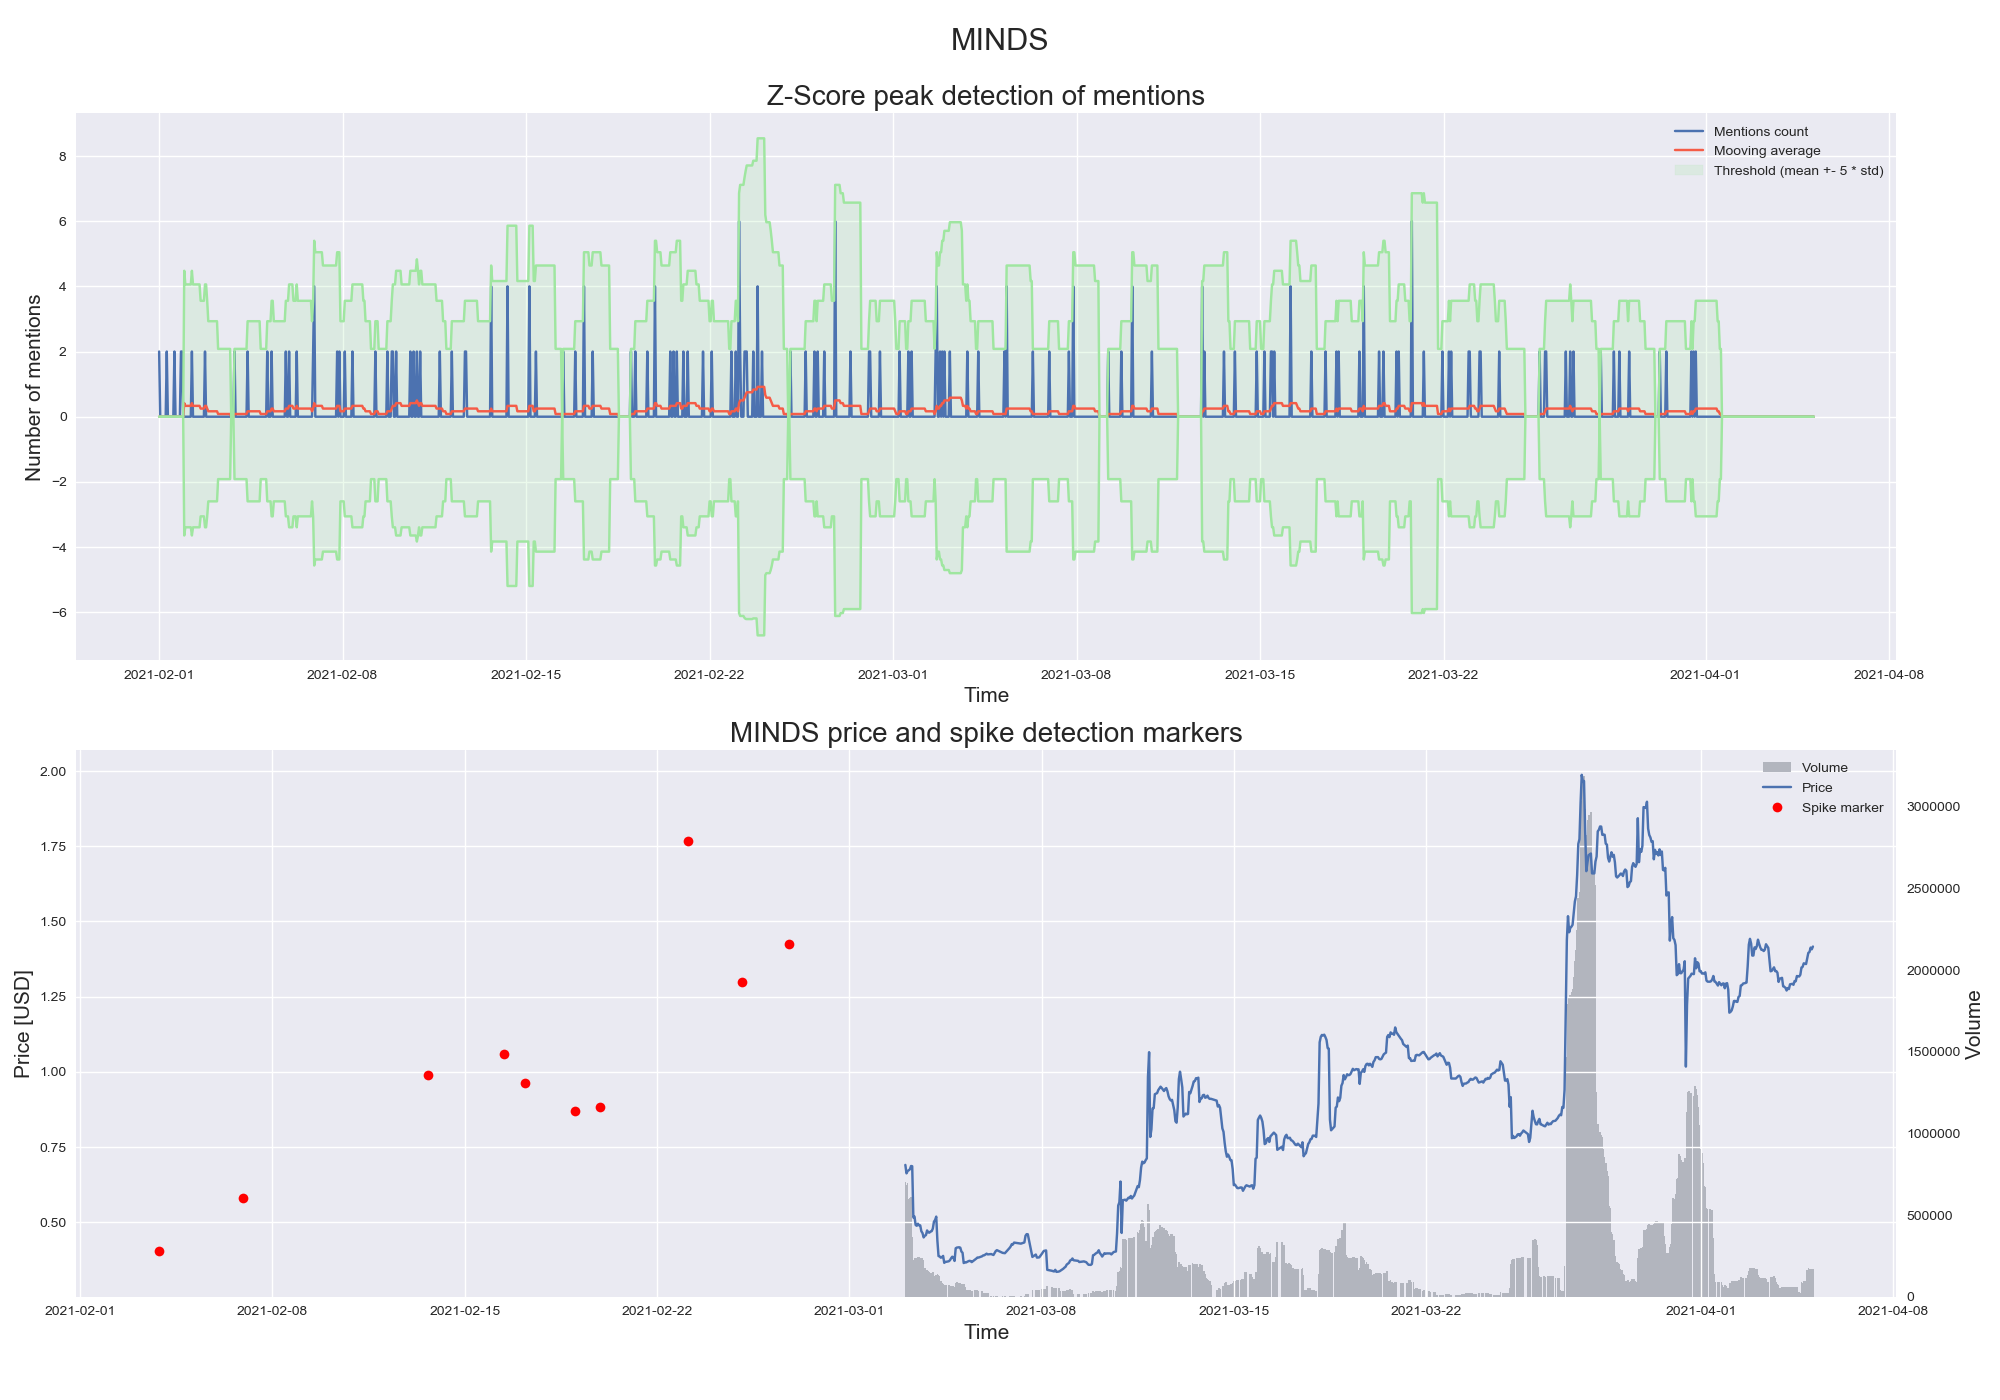 MINDS
Z-Score peak detection of mentions
Mentions count
Mooving average
Threshold (mean +- 5 * std)
Number of mentions
8
6
4
2
0
−2
−4
−6
2021-02-01 2021-02-08 2021-02-15 2021-02-22 2021-03-01 2021-03-08 2021-03-15 2021-03-22 2021-04-01 2021-04-08
Time
MINDS price and spike detection markers
Volume
Price
Spike marker
Price [USD]
2.00
1.75
1.50
1.25
1.00
0.75
0.50
3000000
2500000
2000000
1500000
1000000
500000
0
Volume
2021-02-01 2021-02-08 2021-02-15 2021-02-22 2021-03-01 2021-03-08 2021-03-15 2021-03-22 2021-04-01 2021-04-08
Time